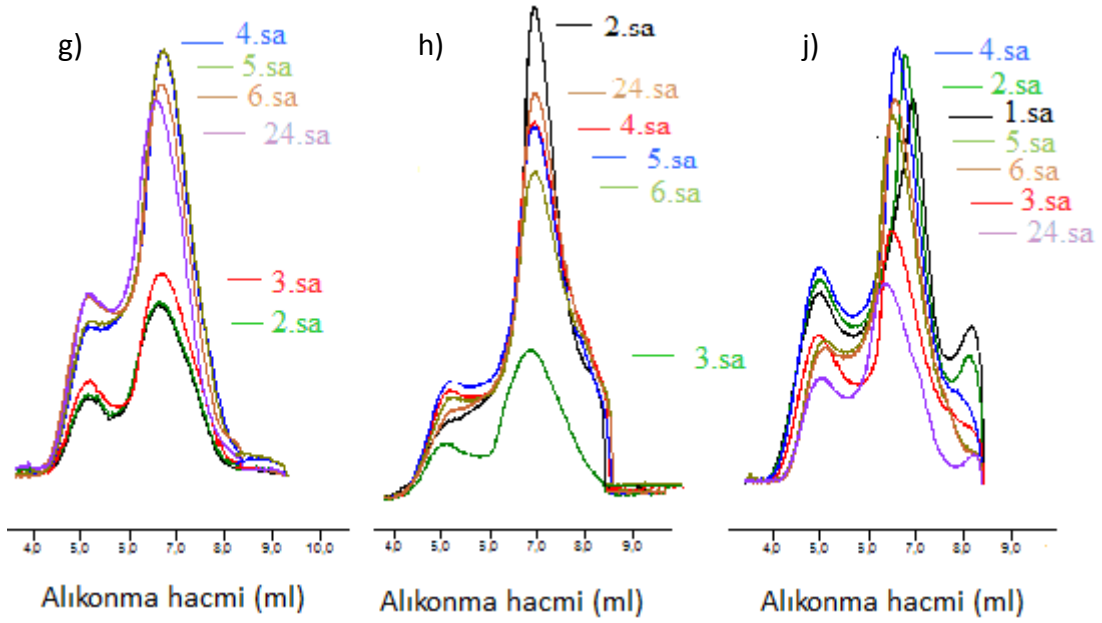 g)
4.sa
5.sa
6.sa
24.sa
3.sa
2.sa
4,0 5,0 6,0 7,0 8,0 9,0 10,0
Alıkonma hacmi (ml)
h)
2.sa
24.sa
4.sa
5.sa
6.sa
3.sa
4,0 5,0 6,0 7,0 8,0 9,0
Alıkonma hacmi (ml)
j)
4.sa
2.sa
1.sa
5.sa
6.sa
3.sa
24.sa
4,0 5,0 6,0 7,0 8,0 9,0
Alıkonma hacmi (ml)